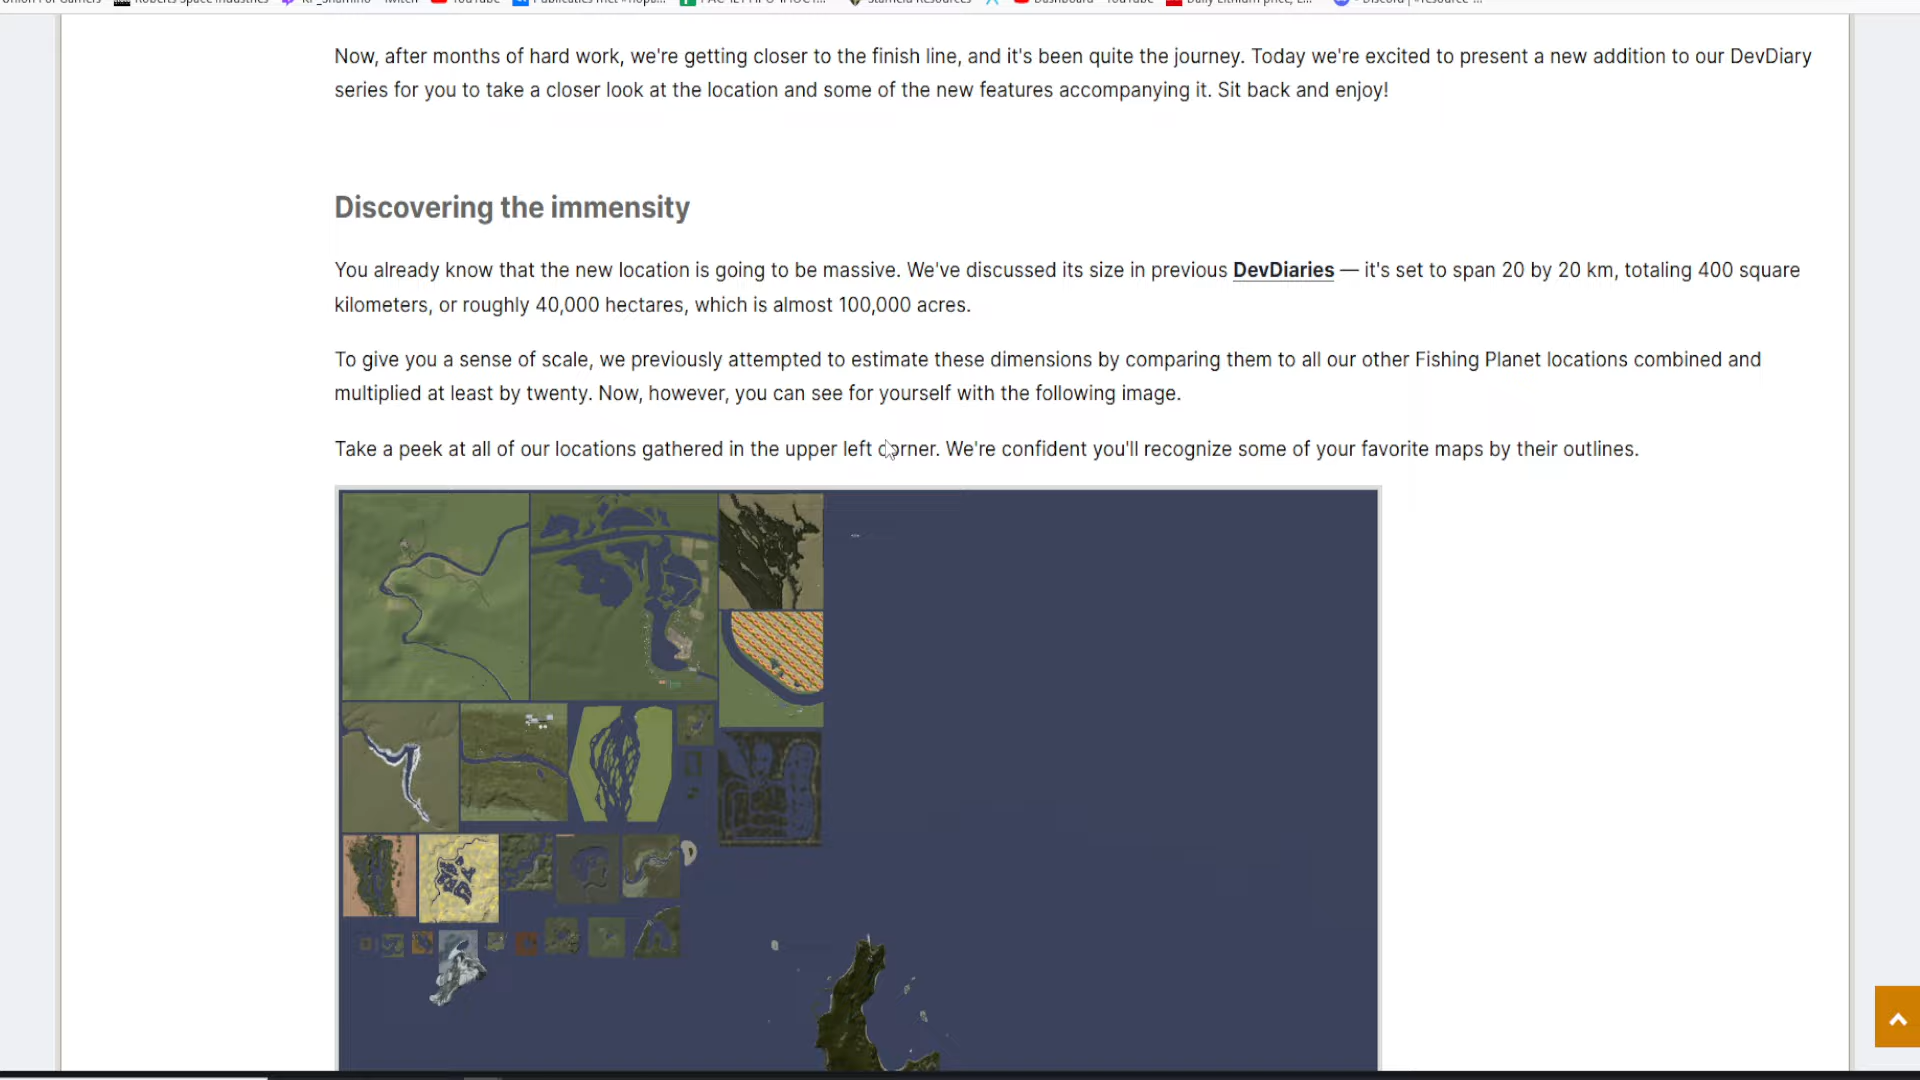 Now, after months of hard work, we're getting closer to the finish line, and it's been quite the journey. Today we're excited to present a new addition to our DevDiary
series for you to take a closer look at the location and some of the new features accompanying it. Sit back and enjoy!
Discovering the immensity
You already know that the new location is going to be massive. We've discussed its size in previous DevDiaries — it's set to span 20 by 20 km, totaling 400 square
kilometers, or roughly 40,000 hectares, which is almost 100,000 acres.
To give you a sense of scale, we previously attempted to estimate these dimensions by comparing them to all our other Fishing Planet locations combined and
multiplied at least by twenty. Now, however, you can see for yourself with the following image.
Take a peek at all of our locations gathered in the upper left corner. We're confident you'll recognize some of your favorite maps by their outlines.